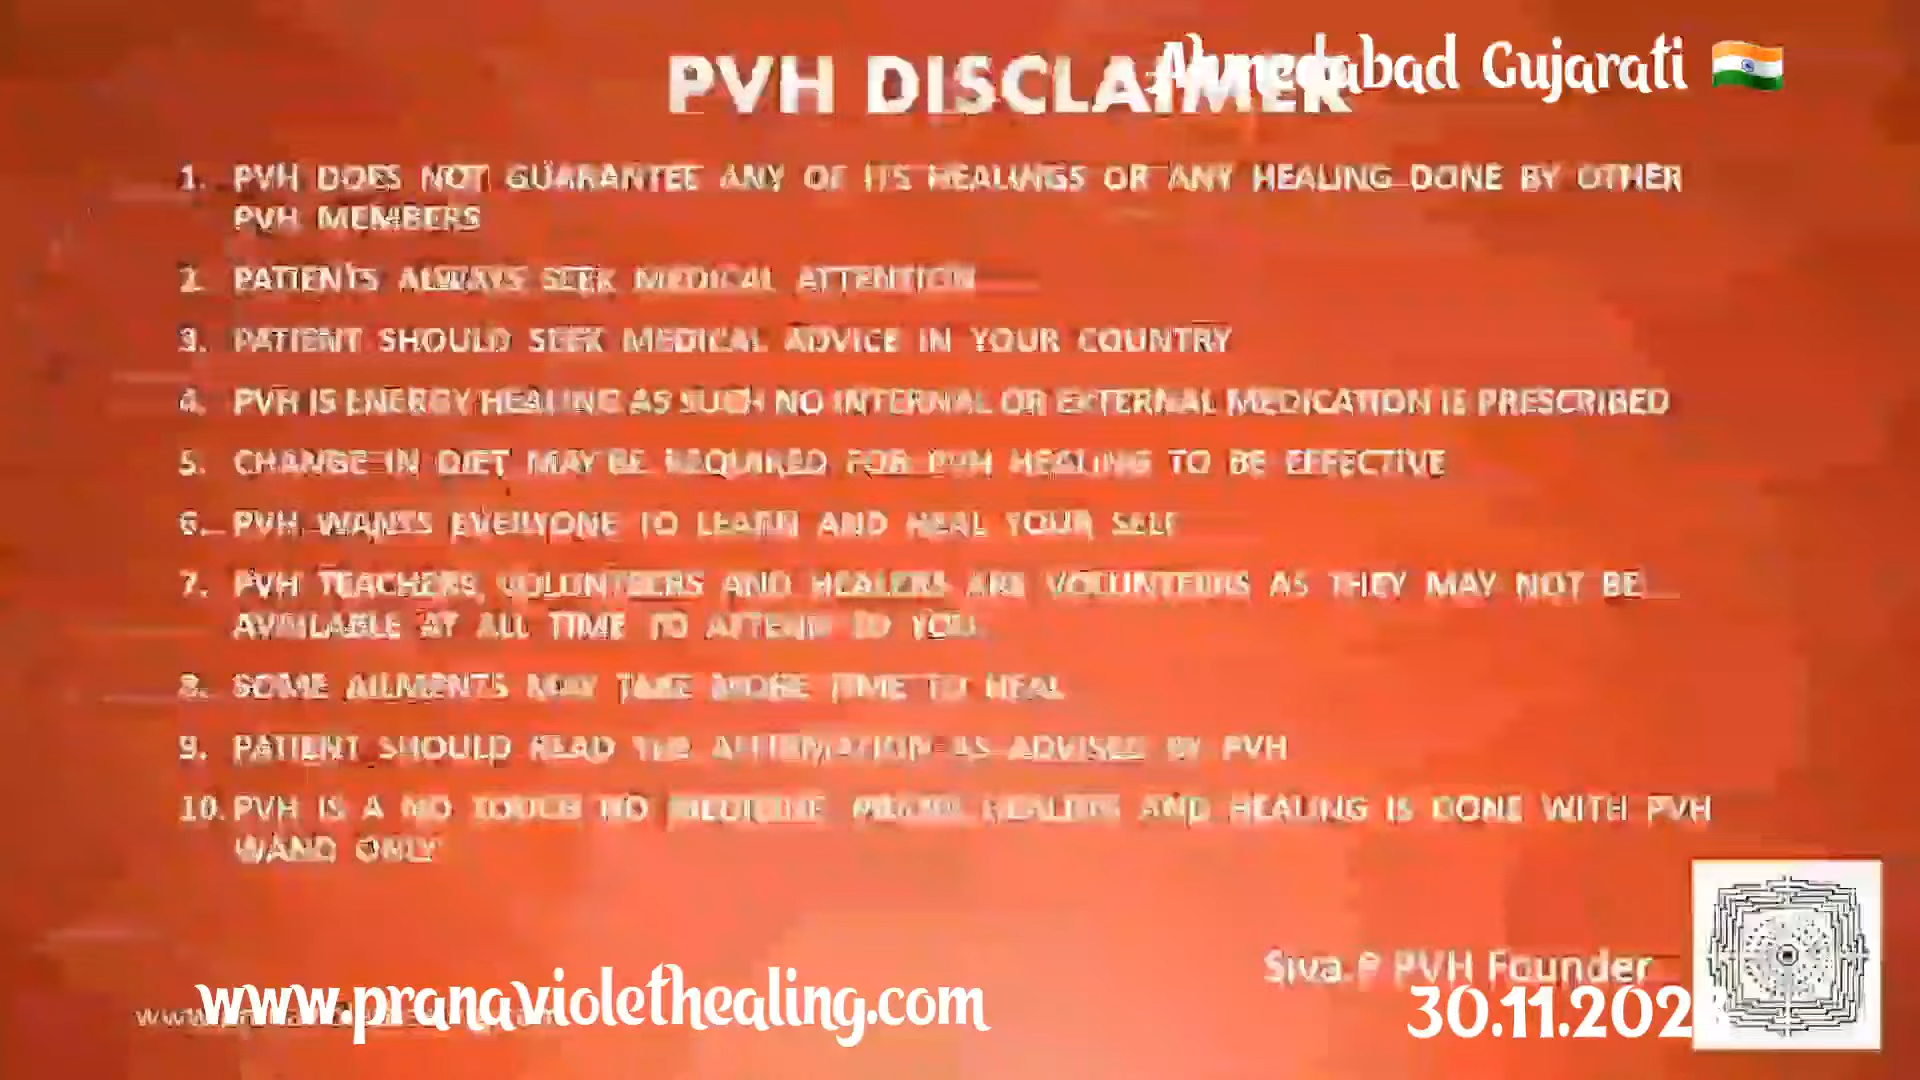 PVH DISCLAIMER
Ahmedabad Gujarati
1. PVH DOES NOT GUARANTEE ANY OF ITS HEALINGS OR ANY HEALING DONE BY OTHER
PVH MEMBERS
2. PATIENTS ALWAYS SEEK MEDICAL ATTENTION
3. PATIENT SHOULD SEEK MEDICAL ADVICE IN YOUR COUNTRY
4. PVH IS ENERGY HEALING AS SUCH NO INTERNAL OR EXTERNAL MEDICATION IS PRESCRIBED
5. CHANGE IN DIET MAY BE REQUIRED FOR PVH HEALING TO BE EFFECTIVE
6. PVH WANTS EVERYONE TO LEARN AND HEAL YOUR SELF
7. PVH TEACHERS, VOLUNTEERS AND HEALERS ARE VOLUNTEERS AS THEY MAY NOT BE
AVAILABLE AT ALL TIME TO ATTEND TO YOU.
8. SOME AILMENTS MAY TAKE MORE TIME TO HEAL
9. PATIENT SHOULD READ THE AFFIRMATION AS ADVISED BY PVH
10. PVH IS A NO TOUCH NO MEDICINE HEALING AND HEALING IS DONE WITH PVH
WAND ONLY
Siva.P PVH Founder
www.pranaviolethealing.com
30.11.202